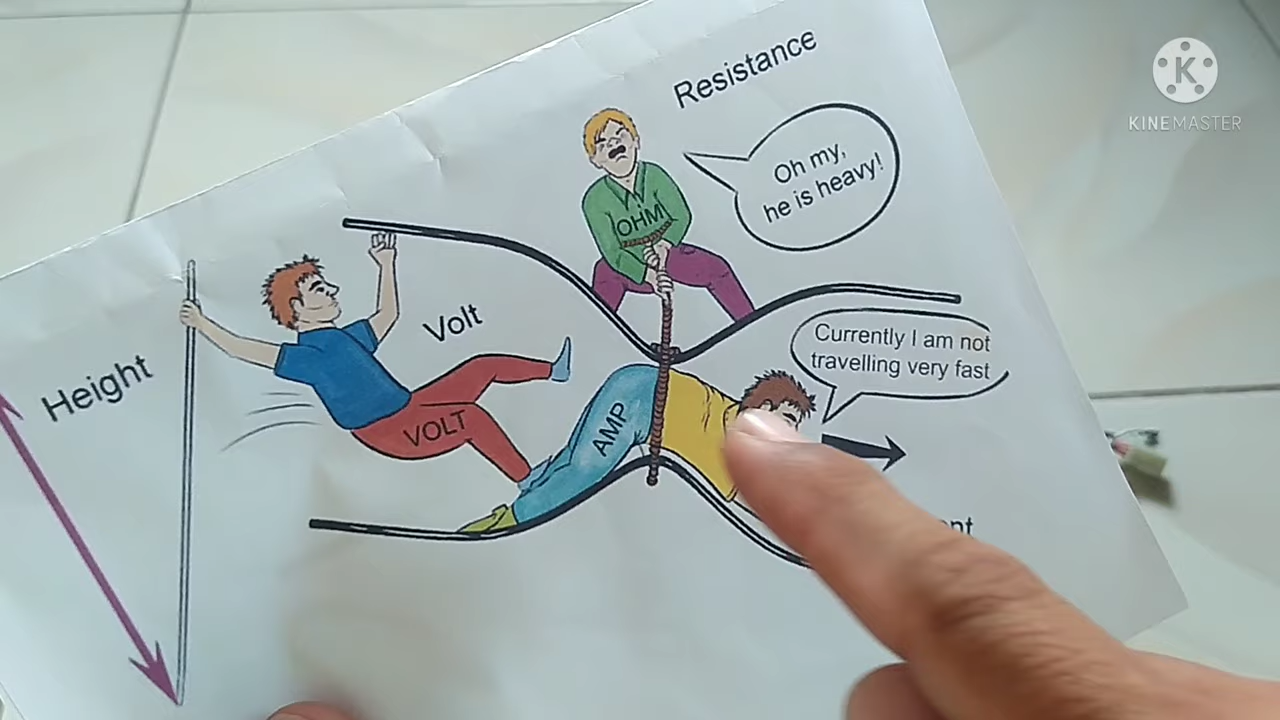 Resistance
Oh my,
he is heavy!
OHM
Volt
Height
VOLT
AMP
Currently I am not
travelling very fast
K
KINEMASTER